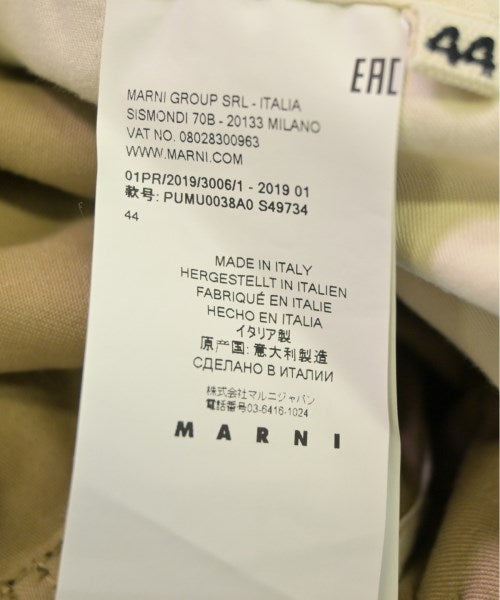 EAC
44
MARNI GROUP SRL - ITALIA
SISMONDI 70B - 20133 MILANO
VAT NO. 08028300963
WWW.MARNI.COM
01PR/2019/3006/1 - 2019 01
款号: PUMU0038A0 S49734
44
MADE IN ITALY
HERGESTELLT IN ITALIEN
FABRIQUÉ EN ITALIE
HECHO EN ITALIA
イタリア製
原产国: 意大利製造
СДЕЛАНО В ИТАЛИИ
株式会社マルニジャパン
電話番号03-6416-1024
MARNI